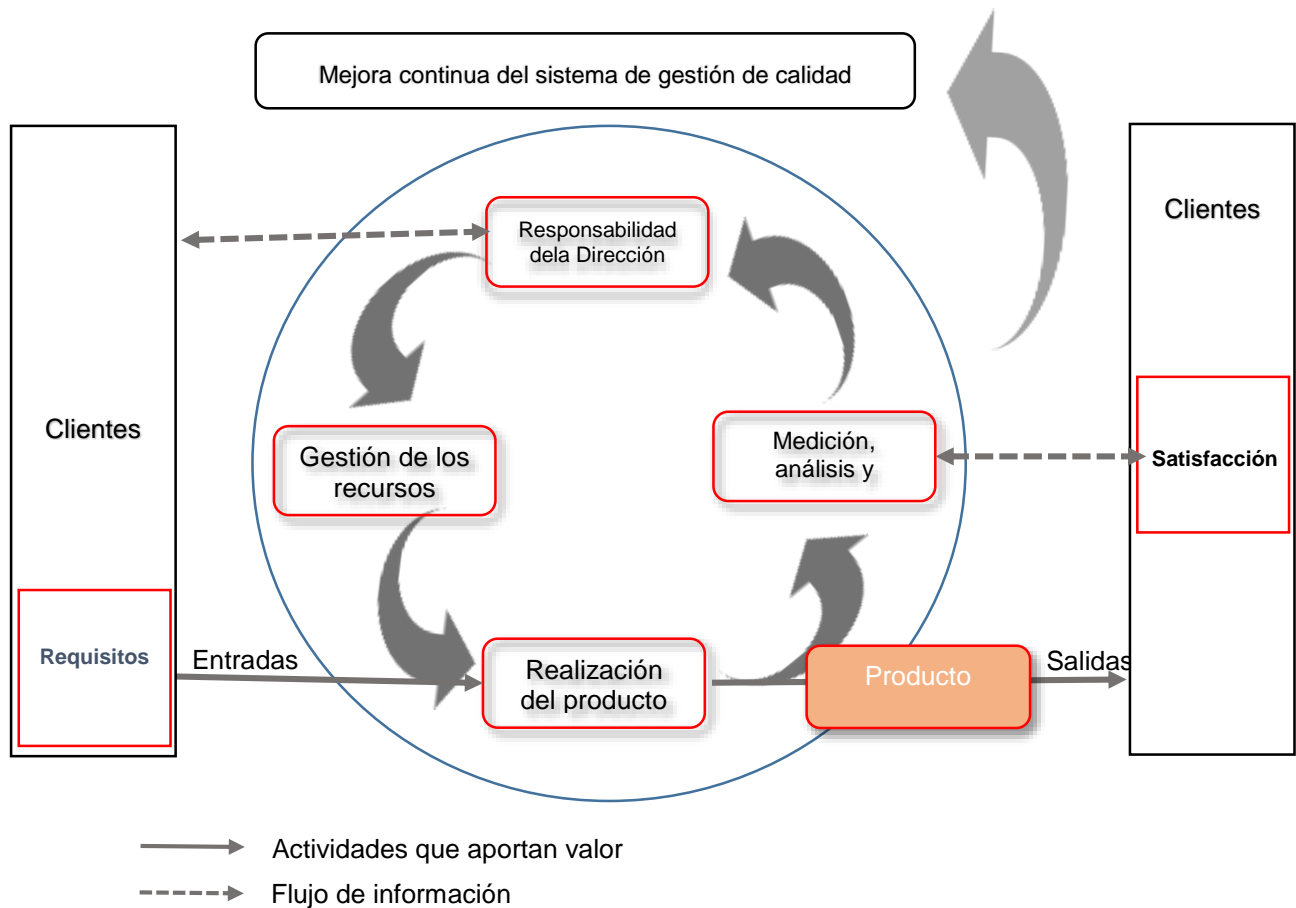 Mejora continua del sistema de gestión de calidad
Clientes
Responsabilidad
dela Dirección
Clientes
Gestión de los
recursos
Medición,
análisis y
Satisfacción
Requisitos
Entradas
Realización
del producto
Producto
Salidas
Actividades que aportan valor
Flujo de información